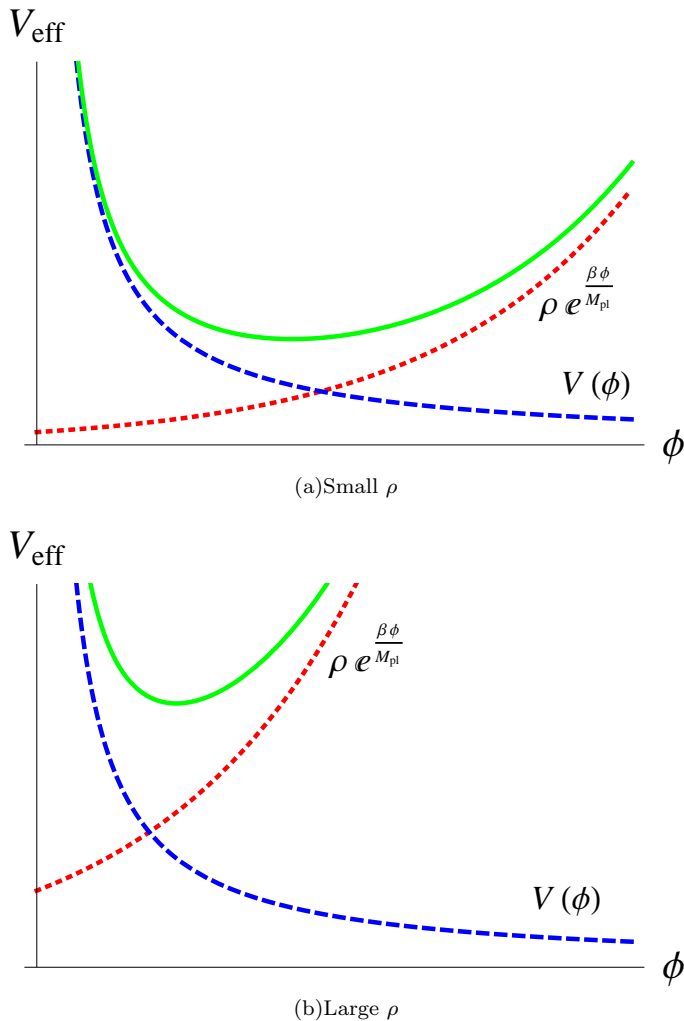 V_eff
ρ e^{βϕ/M_pl}
V (ϕ)
ϕ
(a)Small ρ
V_eff
ρ e^{βϕ/M_pl}
V (ϕ)
ϕ
(b)Large ρ